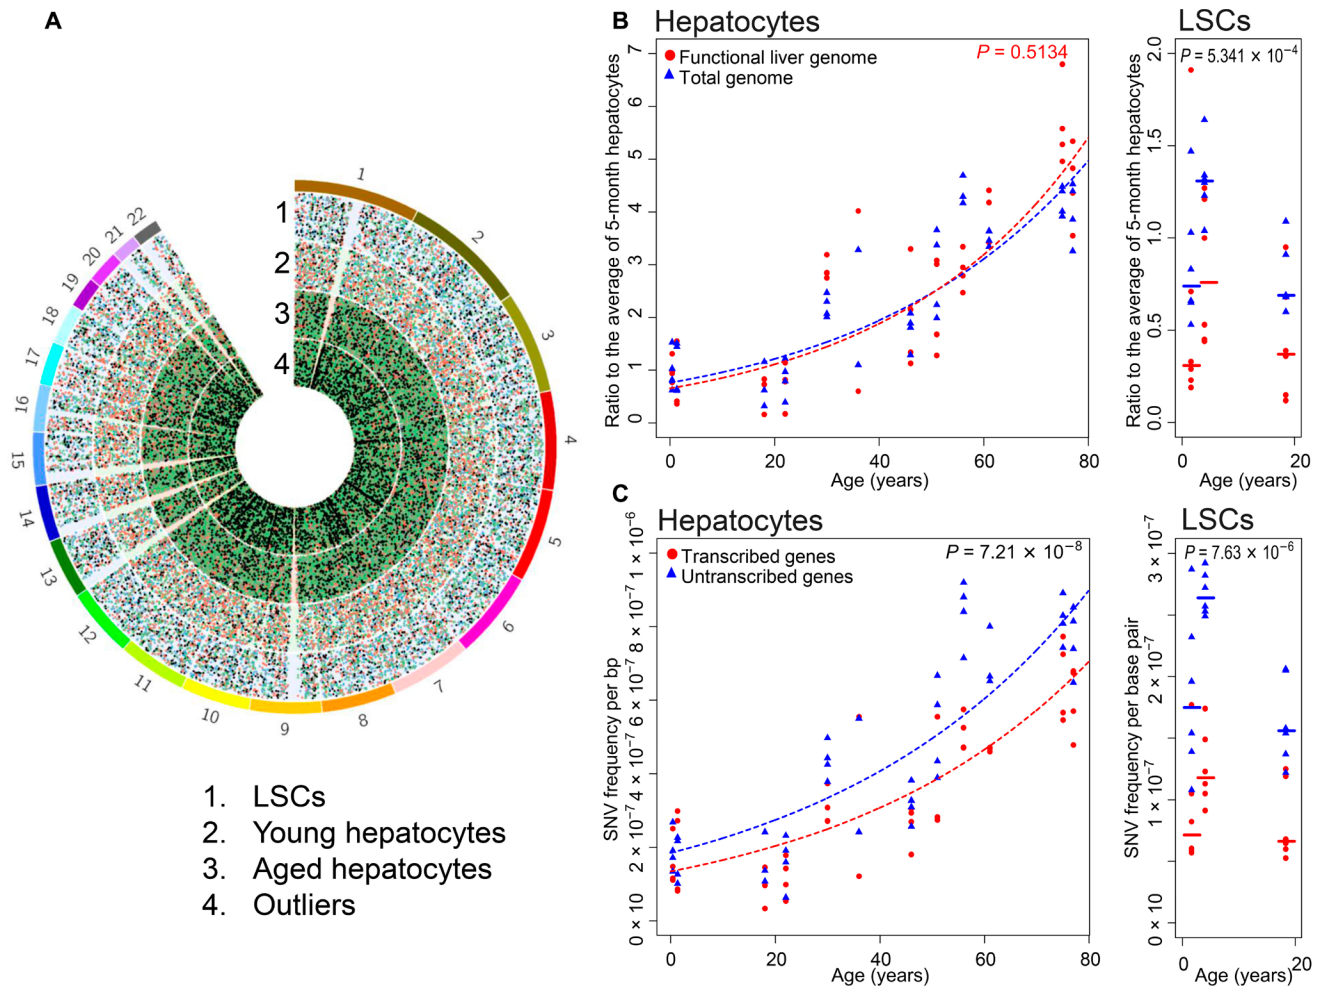 A
1
2
3
4
5
6
7
8
9
10
11
12
13
14
15
16
17
18
19
20
21
22
1
2
3
4
1. LSCs
2. Young hepatocytes
3. Aged hepatocytes
4. Outliers
B
Hepatocytes
Functional liver genome
Total genome
P = 0.5134
Ratio to the average of 5-month hepatocytes
7
6
5
4
3
2
1
0
0 20 40 60 80
Age (years)
LSCs
P = 5.341 × 10⁻⁴
Ratio to the average of 5-month hepatocytes
2.0
1.5
1.0
0.5
0.0
0 20
Age (years)
C
Hepatocytes
Transcribed genes
Untranscribed genes
P = 7.21 × 10⁻⁸
SNV frequency per bp
1 × 10⁻⁶
8 × 10⁻⁷
6 × 10⁻⁷
4 × 10⁻⁷
2 × 10⁻⁷
0 × 10
0 20 40 60 80
Age (years)
LSCs
P = 7.63 × 10⁻⁶
SNV frequency per base pair
3 × 10⁻⁷
2 × 10⁻⁷
1 × 10⁻⁷
0 × 10
0 20
Age (years)